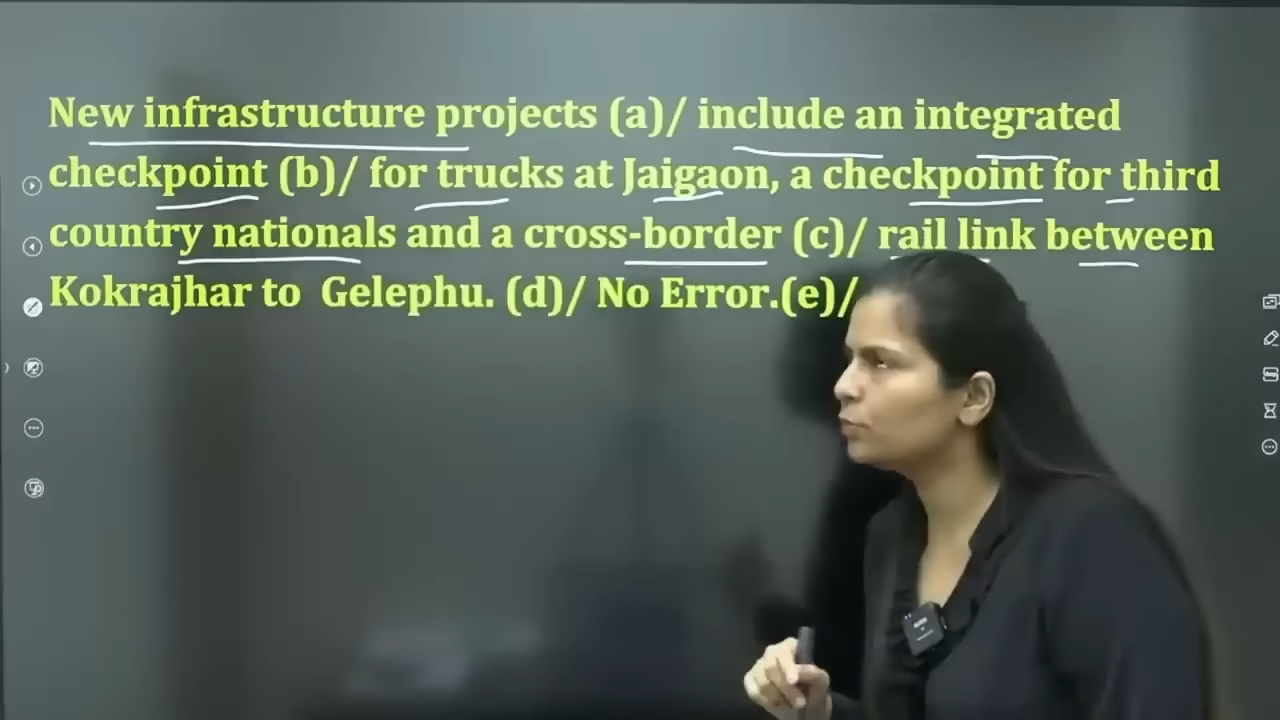 New infrastructure projects (a)/ include an integrated
checkpoint (b)/ for trucks at Jaigaon, a checkpoint for third
country nationals and a cross-border (c)/ rail link between
Kokrajhar to Gelephu. (d)/ No Error.(e)/